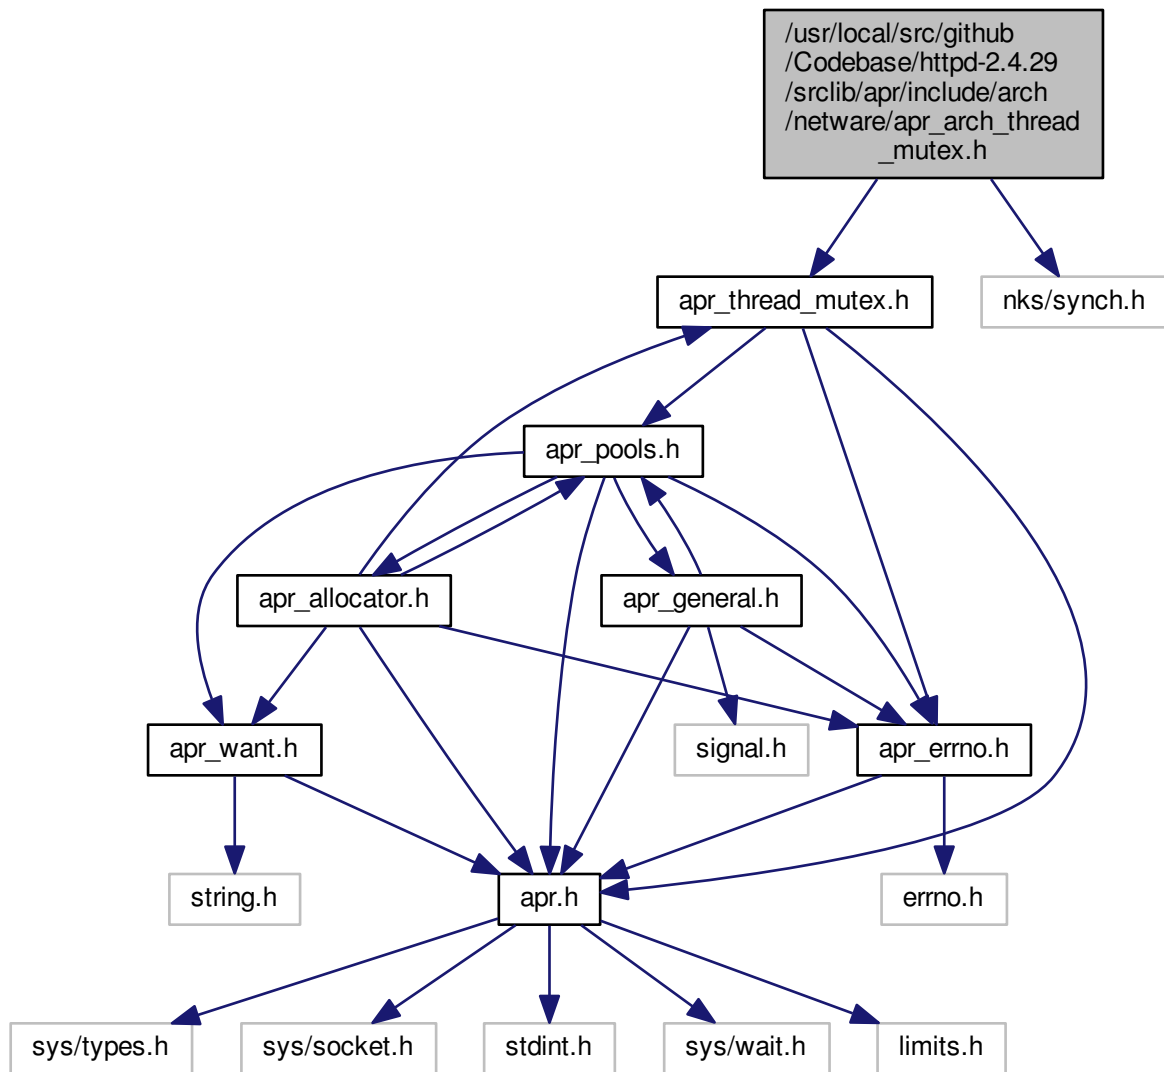 /usr/local/src/github
/Codebase/httpd-2.4.29
/srclib/apr/include/arch
/netware/apr_arch_thread
_mutex.h
apr_thread_mutex.h
nks/synch.h
apr_pools.h
apr_allocator.h
apr_general.h
apr_want.h
signal.h
apr_errno.h
string.h
apr.h
errno.h
sys/types.h
sys/socket.h
stdint.h
sys/wait.h
limits.h